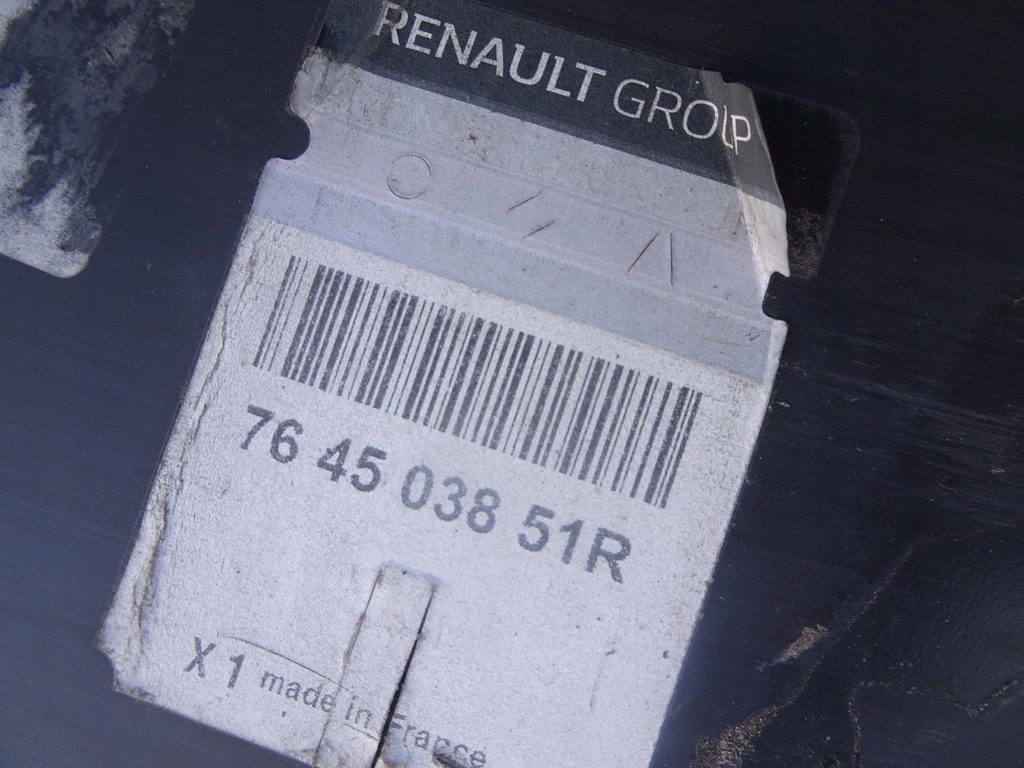 RENAULT GROUP
76 45 038 51R
X 1 made in France